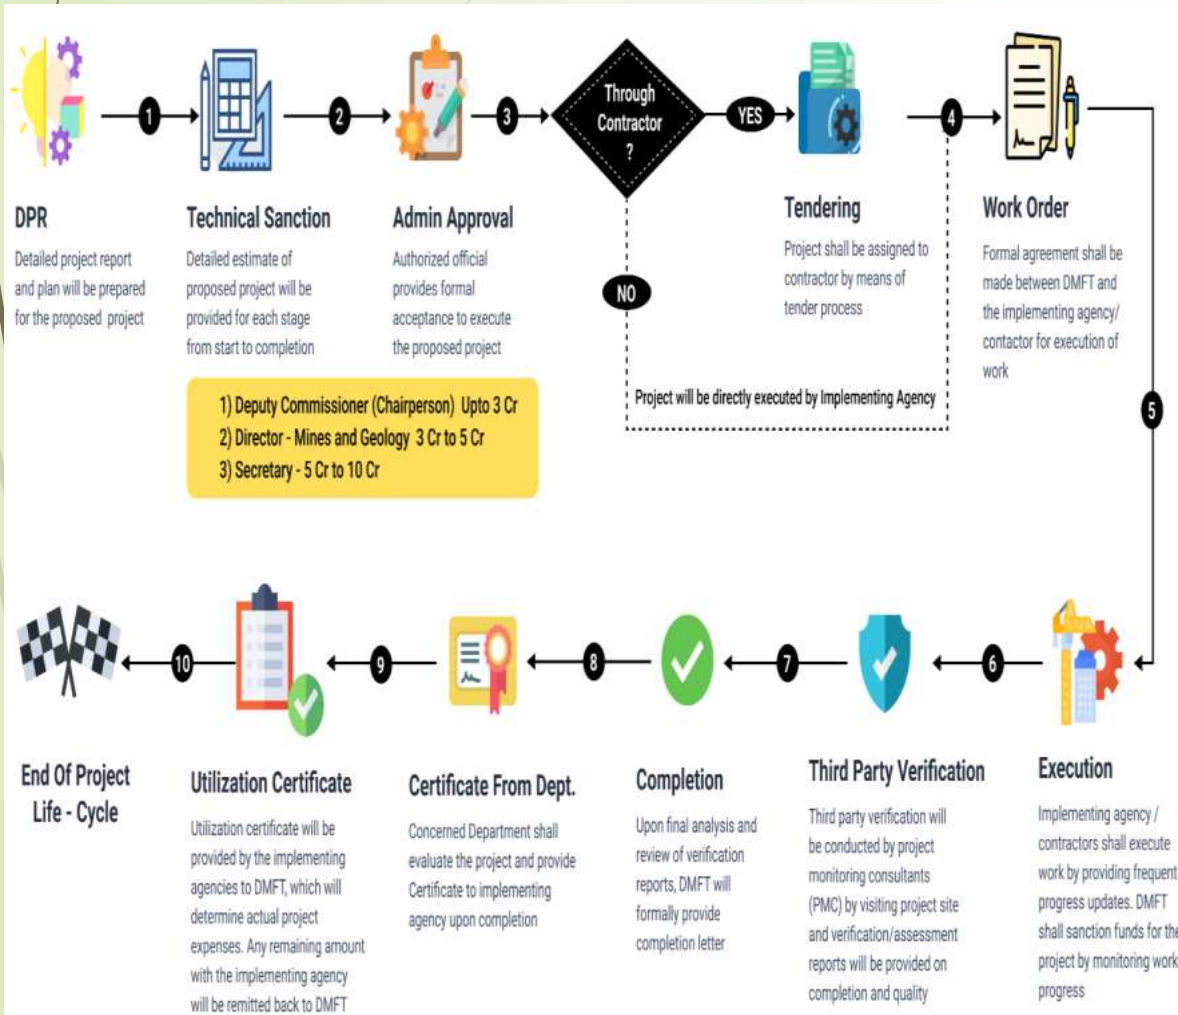 1
2
3
Through
Contractor
?
YES
4
DPR
Detailed project report
and plan will be prepared
for the proposed project
Technical Sanction
Detailed estimate of
proposed project will be
provided for each stage
from start to completion
Admin Approval
Authorized official
provides formal
acceptance to execute
the proposed project
1) Deputy Commissioner (Chairperson) Upto 3 Cr
2) Director - Mines and Geology 3 Cr to 5 Cr
3) Secretary - 5 Cr to 10 Cr
NO
Project will be directly executed by Implementing Agency
Tendering
Project shall be assigned to
contractor by means of
tender process
Work Order
Formal agreement shall be
made between DMFT and
the implementing agency/
contactor for execution of
work
5
10
9
8
7
6
End Of Project
Life - Cycle
Utilization Certificate
Utilization certificate will be
provided by the implementing
agencies to DMFT, which will
determine actual project
expenses. Any remaining amount
with the implementing agency
will be remitted back to DMFT
Certificate From Dept.
Concerned Department shall
evaluate the project and provide
Certificate to implementing
agency upon completion
Completion
Upon final analysis and
review of verification
reports, DMFT will
formally provide
completion letter
Third Party Verification
Third party verification will
be conducted by project
monitoring consultants
(PMC) by visiting project site
and verification/assessment
reports will be provided on
completion and quality
Execution
Implementing agency /
contractors shall execute
work by providing frequent
progress updates. DMFT
shall sanction funds for the
project by monitoring work
progress